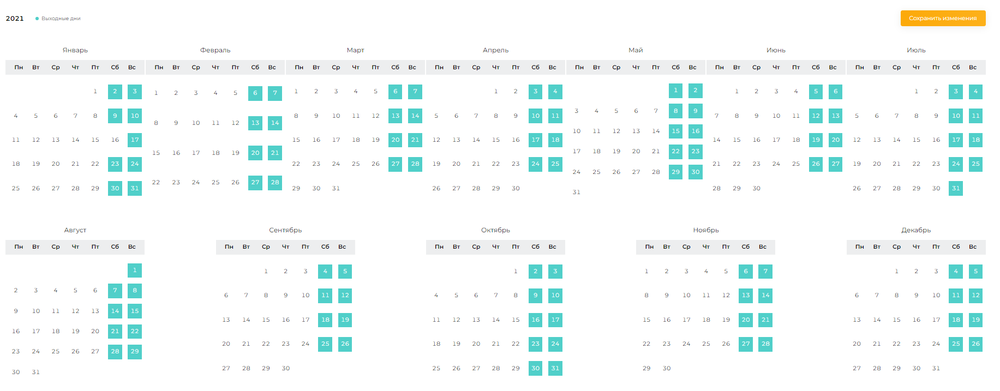 2021 Выходные дни Сохранить изменения
Январь Февраль Март Апрель Май Июнь Июль
Пн Вт Ср Чт Пт Сб Вс Пн Вт Ср Чт Пт Сб Вс Пн Вт Ср Чт Пт Сб Вс Пн Вт Ср Чт Пт Сб Вс Пн Вт Ср Чт Пт Сб Вс Пн Вт Ср Чт Пт Сб Вс Пн Вт Ср Чт Пт Сб Вс
1 2 3 1 2 3 4 5 6 7 1 2 3 4 5 6 7 1 2 3 4 1 2 1 2 3 4 5 6 1 2 3 4
4 5 6 7 8 9 10 8 9 10 11 12 13 14 8 9 10 11 12 13 14 5 6 7 8 9 10 11 3 4 5 6 7 8 9 7 8 9 10 11 12 13 5 6 7 8 9 10 11
11 12 13 14 15 16 17 15 16 17 18 19 20 21 15 16 17 18 19 20 21 12 13 14 15 16 17 18 10 11 12 13 14 15 16 14 15 16 17 18 19 20 12 13 14 15 16 17 18
18 19 20 21 22 23 24 22 23 24 25 26 27 28 22 23 24 25 26 27 28 19 20 21 22 23 24 25 17 18 19 20 21 22 23 21 22 23 24 25 26 27 19 20 21 22 23 24 25
25 26 27 28 29 30 31 29 30 31 26 27 28 29 30 24 25 26 27 28 29 30 28 29 30 26 27 28 29 30 31
31
Август Сентябрь Октябрь Ноябрь Декабрь
Пн Вт Ср Чт Пт Сб Вс Пн Вт Ср Чт Пт Сб Вс Пн Вт Ср Чт Пт Сб Вс Пн Вт Ср Чт Пт Сб Вс Пн Вт Ср Чт Пт Сб Вс
1 1 2 3 4 5 1 2 3 1 2 3 4 5 6 7 1 2 3 4 5
2 3 4 5 6 7 8 6 7 8 9 10 11 12 4 5 6 7 8 9 10 8 9 10 11 12 13 14 6 7 8 9 10 11 12
9 10 11 12 13 14 15 13 14 15 16 17 18 19 11 12 13 14 15 16 17 15 16 17 18 19 20 21 13 14 15 16 17 18 19
16 17 18 19 20 21 22 20 21 22 23 24 25 26 18 19 20 21 22 23 24 22 23 24 25 26 27 28 20 21 22 23 24 25 26
23 24 25 26 27 28 29 27 28 29 30 25 26 27 28 29 30 31 29 30 27 28 29 30 31
30 31